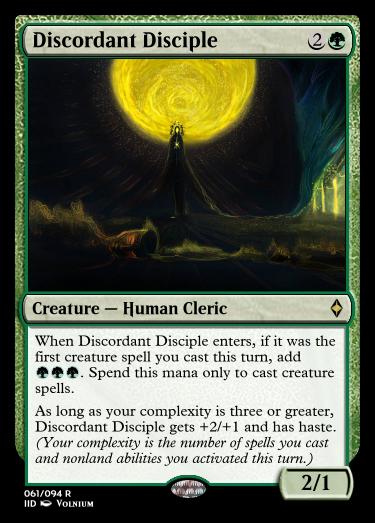 Discordant Disciple 2
Creature — Human Cleric
When Discordant Disciple enters, if it was the
first creature spell you cast this turn, add
. Spend this mana only to cast creature
spells.
As long as your complexity is three or greater,
Discordant Disciple gets +2/+1 and has haste.
(Your complexity is the number of spells you cast
and nonland abilities you activated this turn.)
2/1
061/094 R
IID VOLNIUM